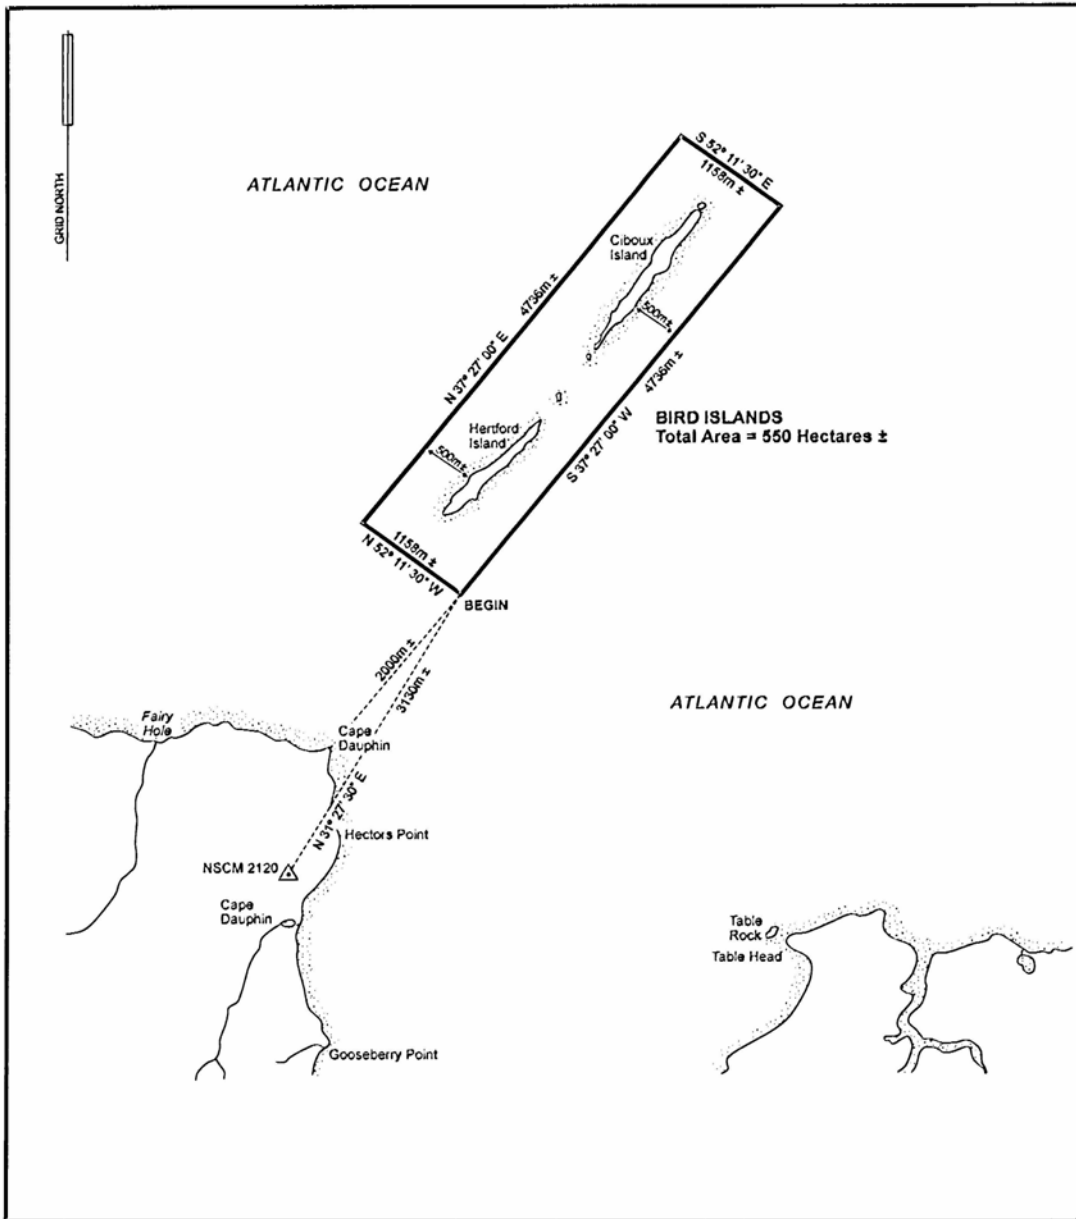 GRID NORTH
ATLANTIC OCEAN
S 52° 11' 30" E
1158m ±
Ciboux
Island
500m±
N 37° 27' 00" E
4736m ±
S 37° 27' 00" W
4736m ±
BIRD ISLANDS
Total Area = 550 Hectares ±
Hertford
Island
500m±
1158m ±
N 52° 11' 30" W
BEGIN
2000m ±
3130m ±
N 31° 27' 30" E
ATLANTIC OCEAN
Fairy
Hole
Cape
Dauphin
Hectors Point
NSCM 2120
Cape
Dauphin
Table
Rock
Table Head
Gooseberry Point